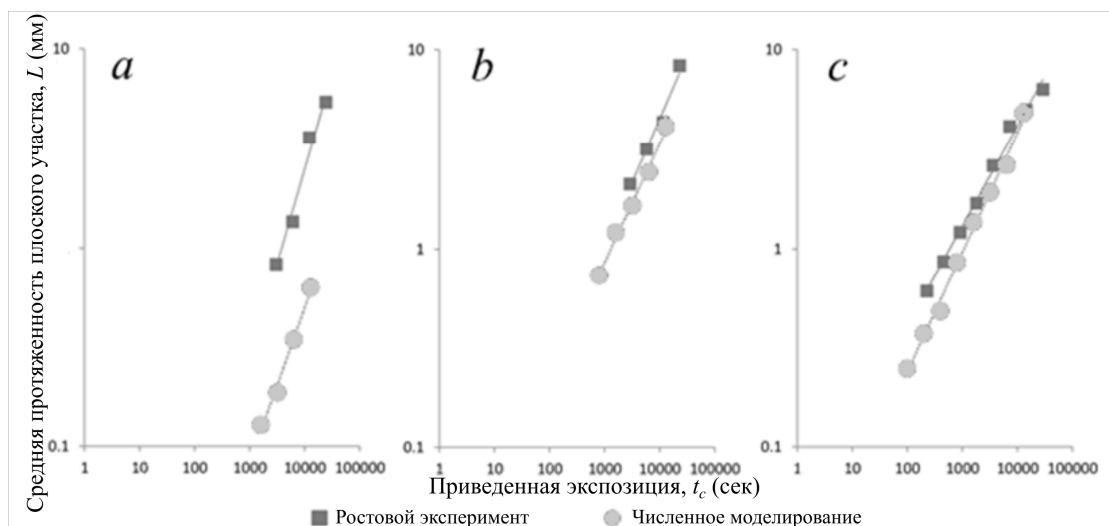 Средняя протяженность плоского участка, L (мм)
a
b
c
10
1
0.1
1 10 100 1000 10000 100000
10
1
0.1
1 10 100 1000 10000 100000
10
1
0.1
1 10 100 1000 10000 100000
Приведенная экспозиция, tc (сек)
Ростовой эксперимент
Численное моделирование